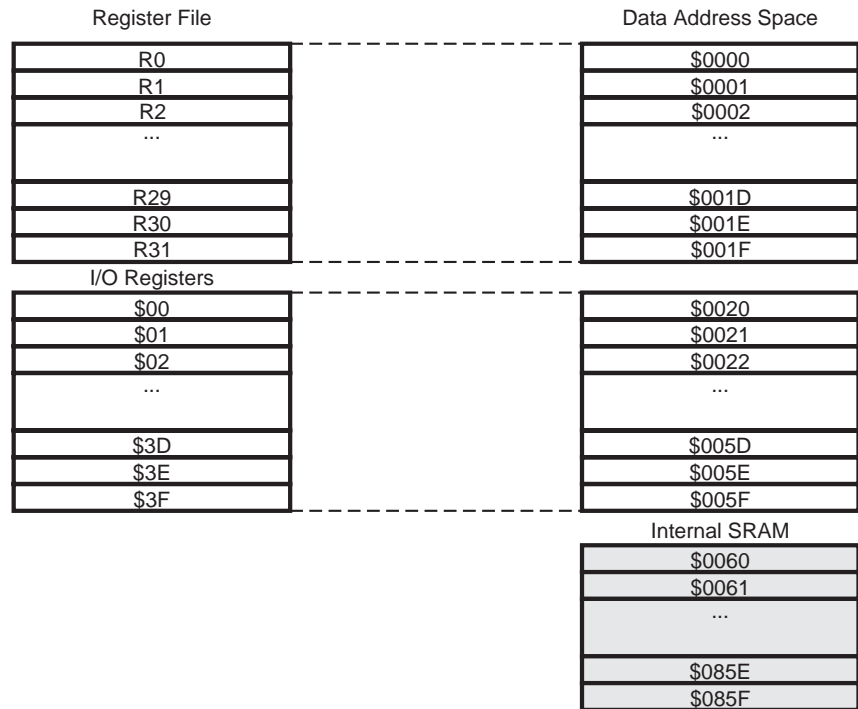 Register File Data Address Space
R0 $0000
R1 $0001
R2 $0002
... ...
R29 $001D
R30 $001E
R31 $001F
I/O Registers
$00 $0020
$01 $0021
$02 $0022
... ...
$3D $005D
$3E $005E
$3F $005F
Internal SRAM
$0060
$0061
...
$085E
$085F